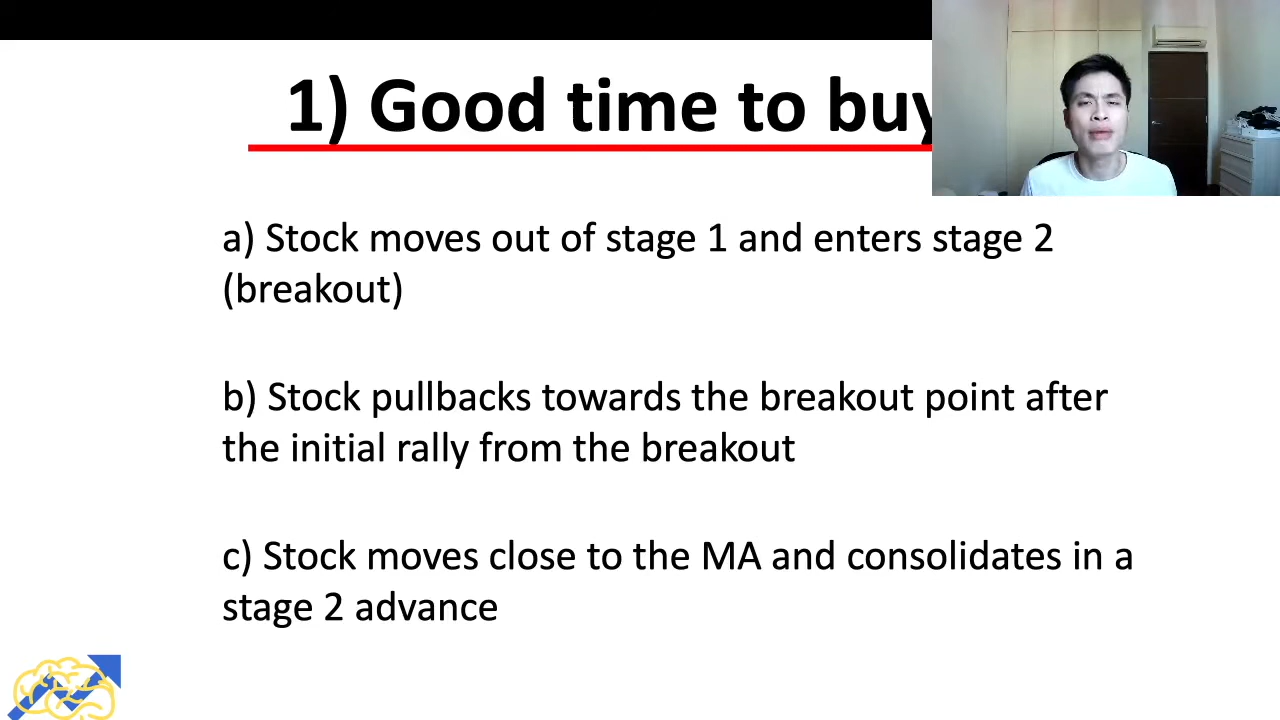 1) Good time to buy
a) Stock moves out of stage 1 and enters stage 2
(breakout)
b) Stock pullbacks towards the breakout point after
the initial rally from the breakout
c) Stock moves close to the MA and consolidates in a
stage 2 advance